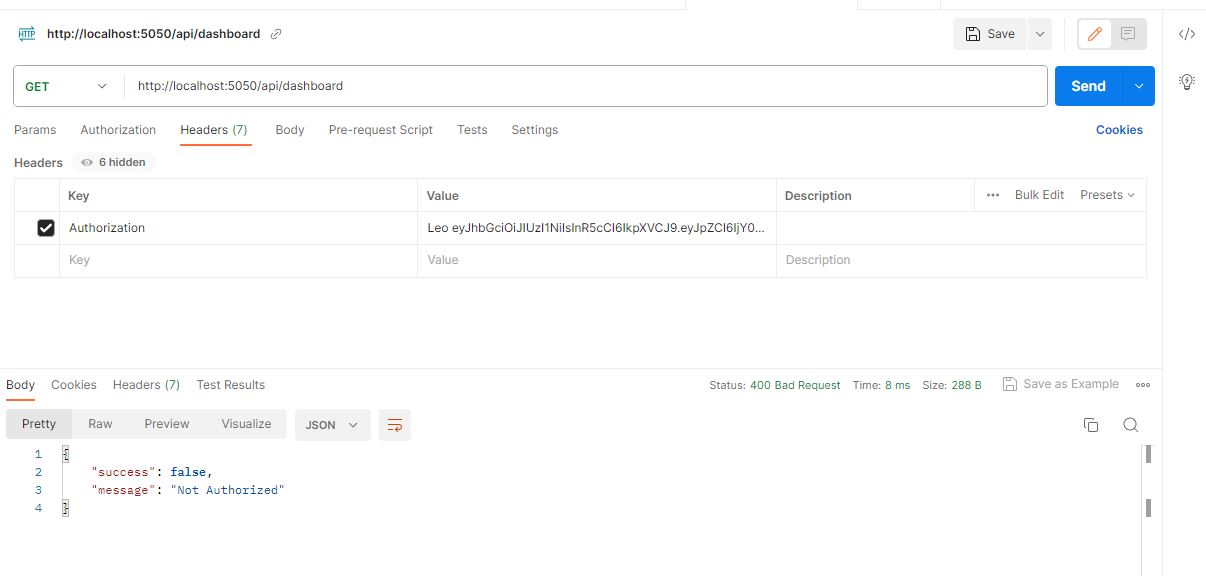 HTTP http://localhost:5050/api/dashboard Save </>
GET http://localhost:5050/api/dashboard Send
Params Authorization Headers (7) Body Pre-request Script Tests Settings Cookies
Headers 6 hidden
Key Value Description ••• Bulk Edit Presets
Authorization Leo eyJhbGciOiJIUzI1NiIsInR5cCI6IkpXVCJ9.eyJpZCI6IjY0...
Key Value Description
Body Cookies Headers (7) Test Results Status: 400 Bad Request Time: 8 ms Size: 288 B Save as Example •••
Pretty Raw Preview Visualize JSON
1 {
2 "success": false,
3 "message": "Not Authorized"
4 }